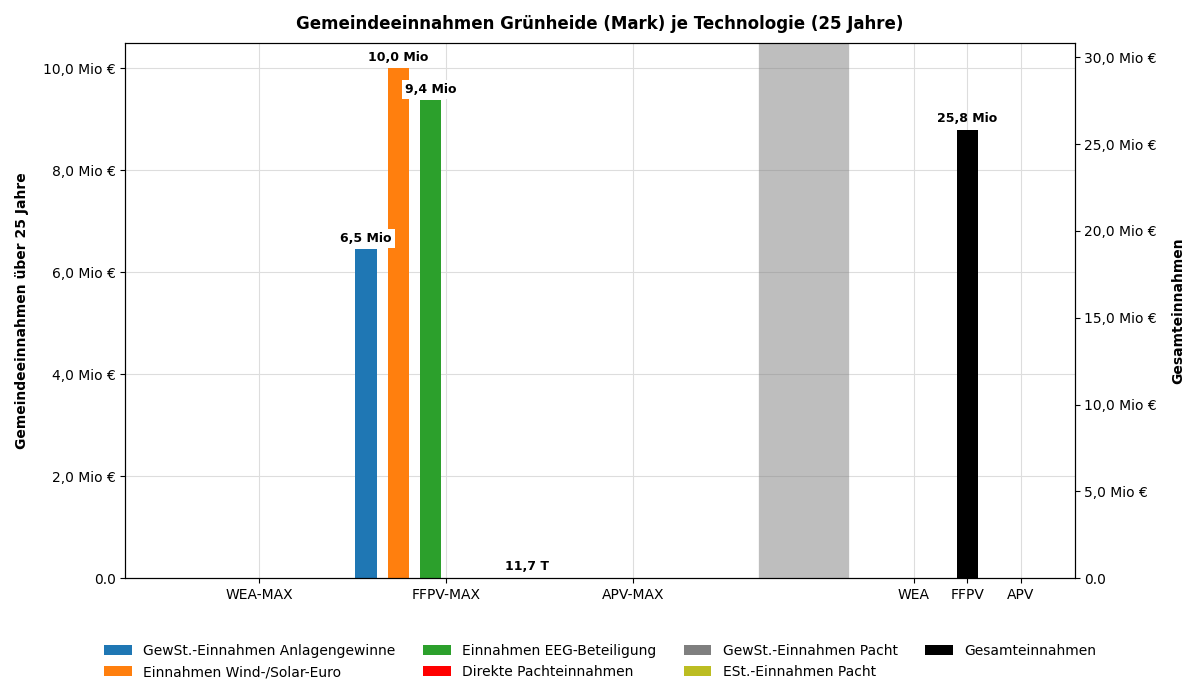 Gemeindeeinnahmen Grünheide (Mark) je Technologie (25 Jahre)
Gemeindeeinnahmen über 25 Jahre
10,0 Mio €
8,0 Mio €
6,0 Mio €
4,0 Mio €
2,0 Mio €
0.0
6,5 Mio
10,0 Mio
9,4 Mio
11,7 T
25,8 Mio
30,0 Mio €
25,0 Mio €
20,0 Mio €
15,0 Mio €
10,0 Mio €
5,0 Mio €
0.0
Gesamteinnahmen
WEA-MAX FFPV-MAX APV-MAX WEA FFPV APV
GewSt.-Einnahmen Anlagengewinne
Einnahmen Wind-/Solar-Euro
Einnahmen EEG-Beteiligung
Direkte Pachteinnahmen
GewSt.-Einnahmen Pacht
ESt.-Einnahmen Pacht
Gesamteinnahmen